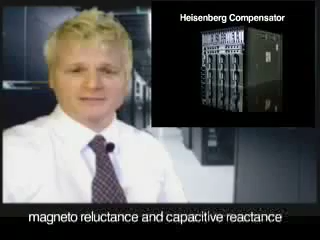 Heisenberg Compensator
magneto reluctance and capacitive reactance